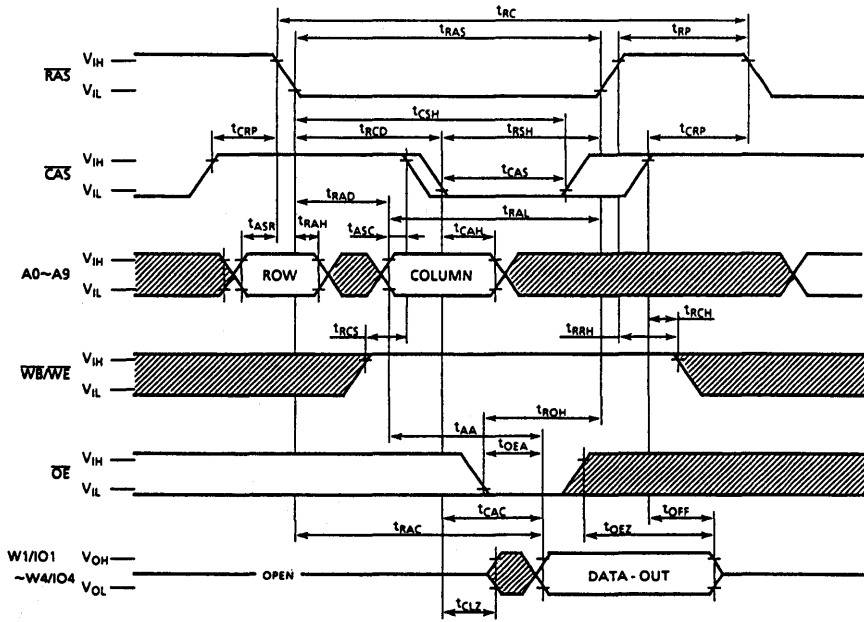 tRC
tRAS
tRP
RAS
VIH
VIL
tCSH
tCRP
tRCD
tRSH
tCRP
CAS
VIH
VIL
tCAS
tRAD
tRAL
tASR
tRAH
tASC
tCAH
A0~A9
VIH
VIL
ROW
COLUMN
tRCH
tRCS
tRRH
WB/WE
VIH
VIL
tROH
tAA
tOEA
OE
VIH
VIL
tCAC
tOFF
tRAC
tOEZ
W1/IO1
~W4/IO4
VOH
VOL
OPEN
DATA - OUT
tCLZ